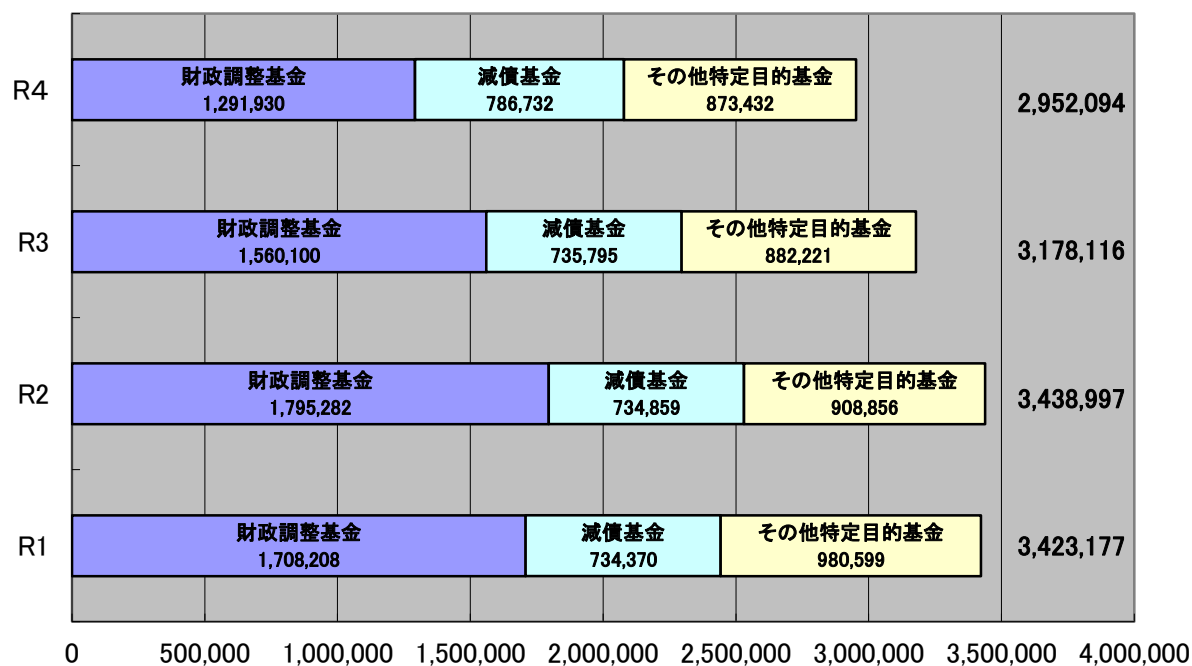 R4
財政調整基金
1,291,930
減債基金
786,732
その他特定目的基金
873,432
2,952,094
R3
財政調整基金
1,560,100
減債基金
735,795
その他特定目的基金
882,221
3,178,116
R2
財政調整基金
1,795,282
減債基金
734,859
その他特定目的基金
908,856
3,438,997
R1
財政調整基金
1,708,208
減債基金
734,370
その他特定目的基金
980,599
3,423,177
0 500,000 1,000,000 1,500,000 2,000,000 2,500,000 3,000,000 3,500,000 4,000,000